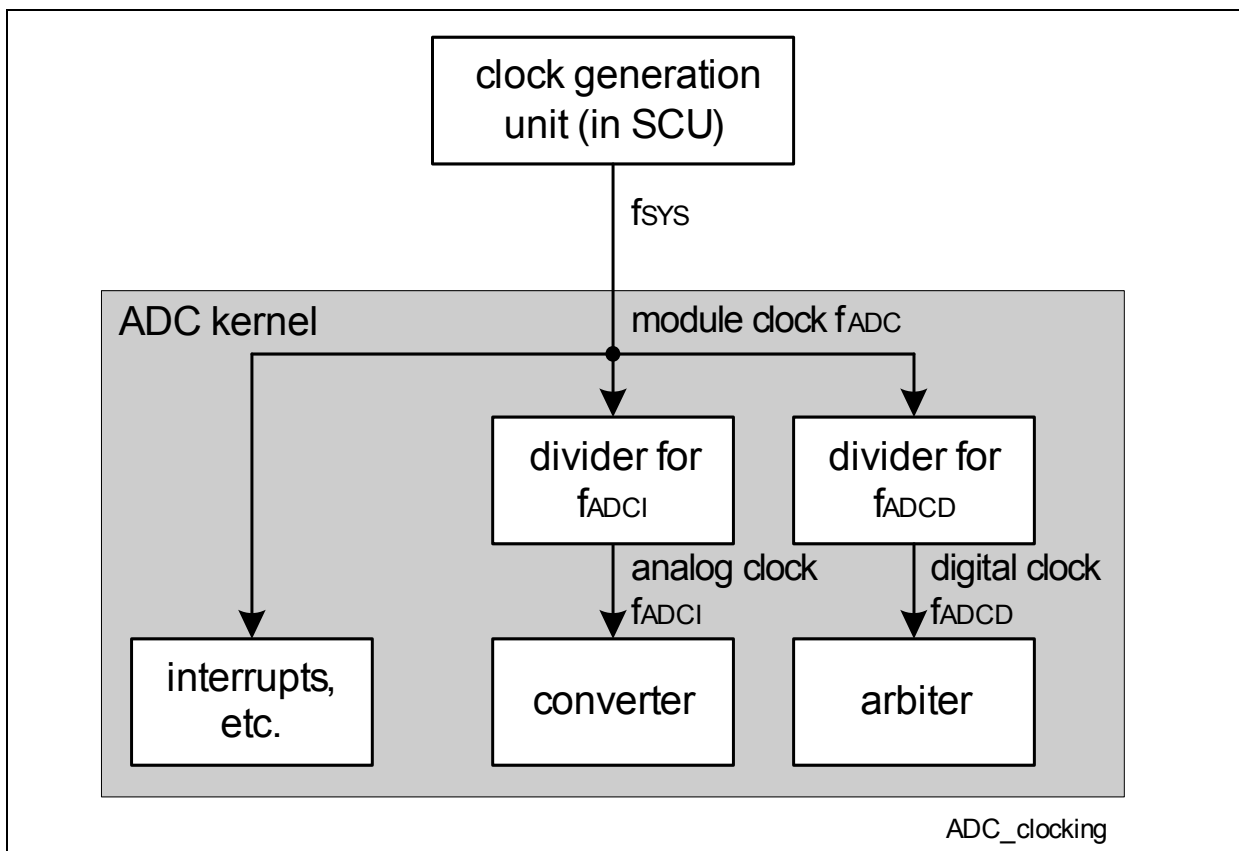 clock generation
unit (in SCU)
fSYS
ADC kernel
module clock fADC
divider for
fADCI
divider for
fADCD
analog clock
fADCI
digital clock
fADCD
interrupts,
etc.
converter
arbiter
ADC_clocking